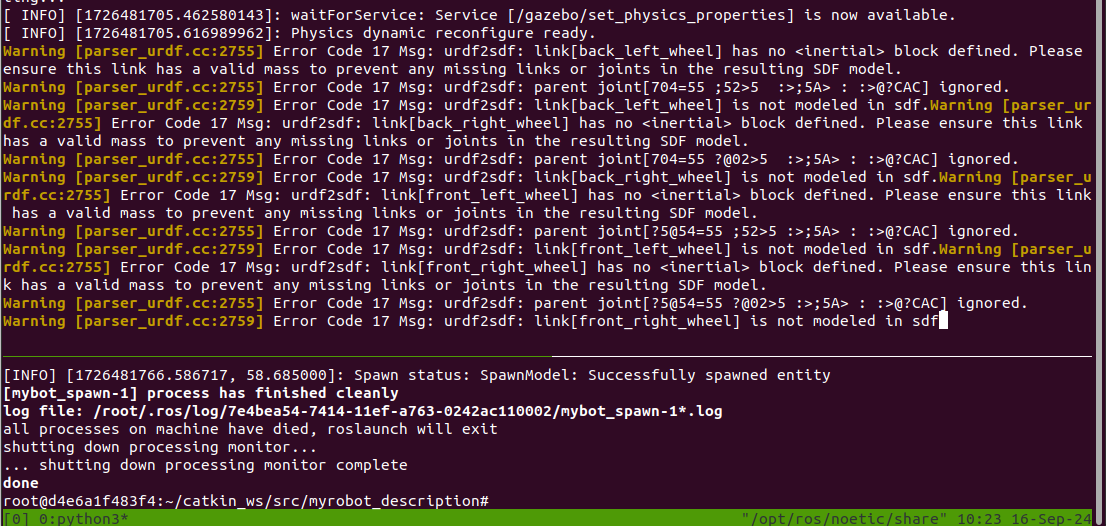 [ INFO] [1726481705.462580143]: waitForService: Service [/gazebo/set_physics_properties] is now available.
[ INFO] [1726481705.616989962]: Physics dynamic reconfigure ready.
Warning [parser_urdf.cc:2755] Error Code 17 Msg: urdf2sdf: link[back_left_wheel] has no <inertial> block defined. Please
ensure this link has a valid mass to prevent any missing links or joints in the resulting SDF model.
Warning [parser_urdf.cc:2755] Error Code 17 Msg: urdf2sdf: parent joint[704=55 ;52>5  :>;5A> : :>@?CAC] ignored.
Warning [parser_urdf.cc:2759] Error Code 17 Msg: urdf2sdf: link[back_left_wheel] is not modeled in sdf.Warning [parser_ur
df.cc:2755] Error Code 17 Msg: urdf2sdf: link[back_right_wheel] has no <inertial> block defined. Please ensure this link
has a valid mass to prevent any missing links or joints in the resulting SDF model.
Warning [parser_urdf.cc:2755] Error Code 17 Msg: urdf2sdf: parent joint[704=55 ?@02>5  :>;5A> : :>@?CAC] ignored.
Warning [parser_urdf.cc:2759] Error Code 17 Msg: urdf2sdf: link[back_right_wheel] is not modeled in sdf.Warning [parser_u
rdf.cc:2755] Error Code 17 Msg: urdf2sdf: link[front_left_wheel] has no <inertial> block defined. Please ensure this link
 has a valid mass to prevent any missing links or joints in the resulting SDF model.
Warning [parser_urdf.cc:2755] Error Code 17 Msg: urdf2sdf: parent joint[?5@54=55 ;52>5 :>;5A> : :>@?CAC] ignored.
Warning [parser_urdf.cc:2759] Error Code 17 Msg: urdf2sdf: link[front_left_wheel] is not modeled in sdf.Warning [parser_u
rdf.cc:2755] Error Code 17 Msg: urdf2sdf: link[front_right_wheel] has no <inertial> block defined. Please ensure this lin
k has a valid mass to prevent any missing links or joints in the resulting SDF model.
Warning [parser_urdf.cc:2755] Error Code 17 Msg: urdf2sdf: parent joint[?5@54=55 ?@02>5 :>;5A> : :>@?CAC] ignored.
Warning [parser_urdf.cc:2759] Error Code 17 Msg: urdf2sdf: link[front_right_wheel] is not modeled in sdf
[INFO] [1726481766.586717, 58.685000]: Spawn status: SpawnModel: Successfully spawned entity
[mybot_spawn-1] process has finished cleanly
log file: /root/.ros/log/7e4bea54-7414-11ef-a763-0242ac110002/mybot_spawn-1*.log
all processes on machine have died, roslaunch will exit
shutting down processing monitor...
... shutting down processing monitor complete
done
root@d4e6a1f483f4:~/catkin_ws/src/myrobot_description#
[0] 0:python3* "/opt/ros/noetic/share" 10:23 16-Sep-24